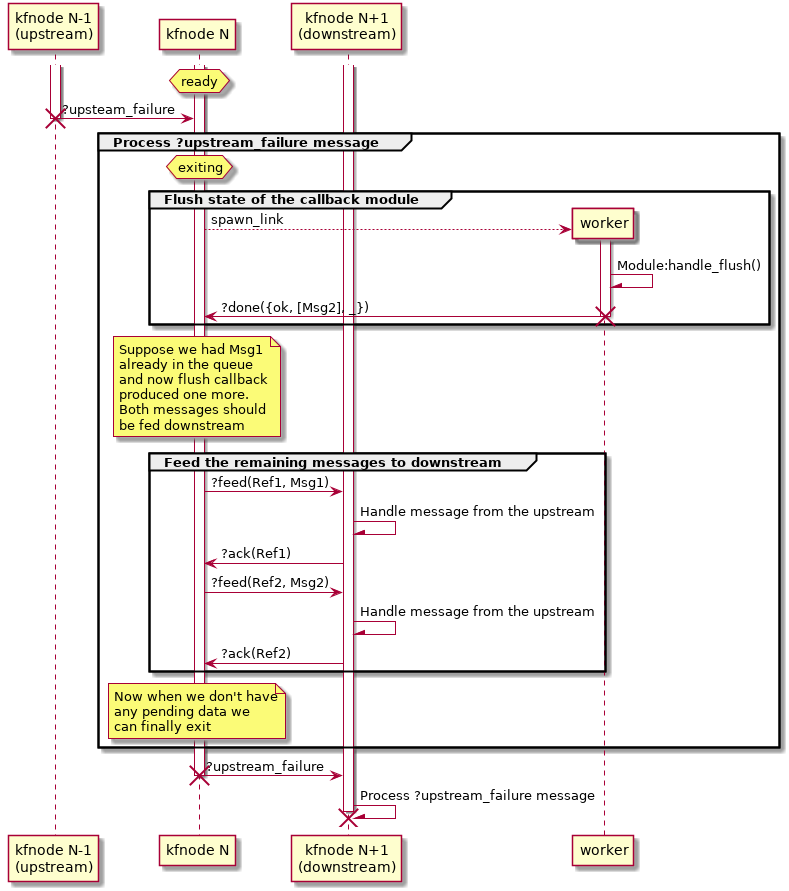 kfnode N-1
(upstream)
kfnode N
kfnode N+1
(downstream)
ready
?upsteam_failure
Process ?upstream_failure message
exiting
Flush state of the callback module
spawn_link
worker
Module:handle_flush()
?done({ok, [Msg2], _})
Suppose we had Msg1
already in the queue
and now flush callback
produced one more.
Both messages should
be fed downstream
Feed the remaining messages to downstream
?feed(Ref1, Msg1)
Handle message from the upstream
?ack(Ref1)
?feed(Ref2, Msg2)
Handle message from the upstream
?ack(Ref2)
Now when we don't have
any pending data we
can finally exit
?upstream_failure
Process ?upstream_failure message
kfnode N-1
(upstream)
kfnode N
kfnode N+1
(downstream)
worker